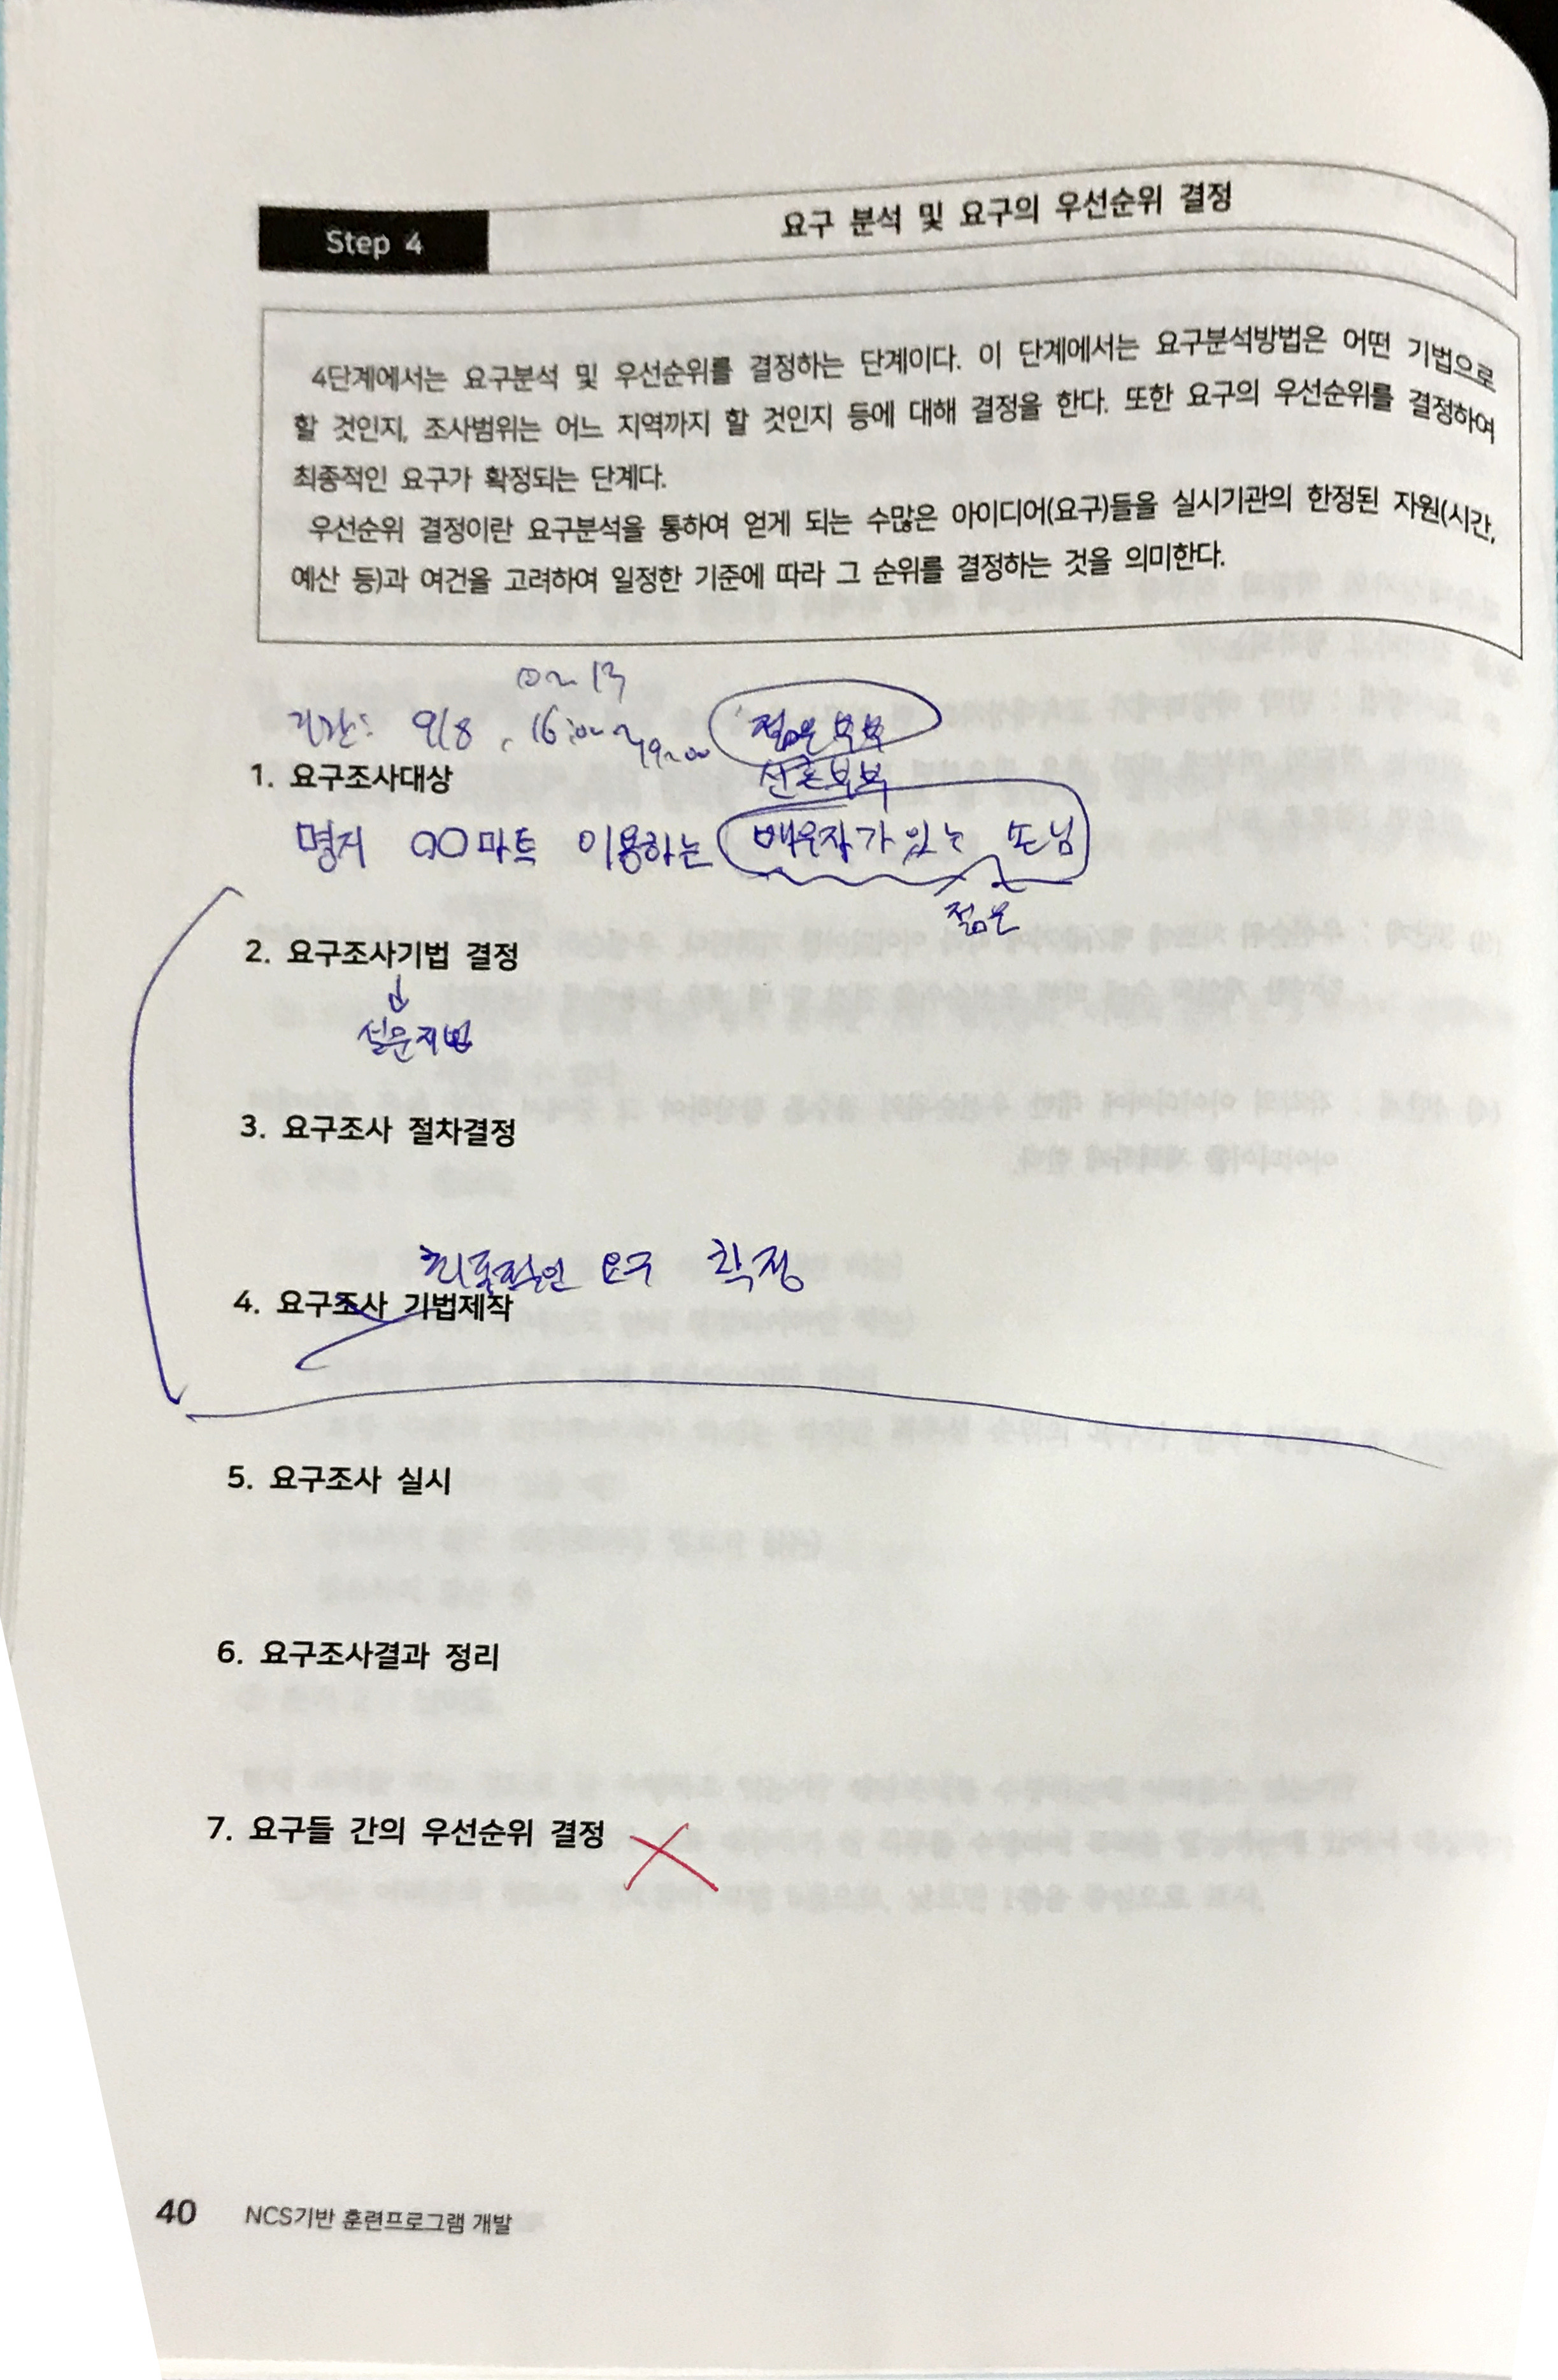 Step 4
요구 분석 및 요구의 우선순위 결정
4단계에서는 요구분석 및 우선순위를 결정하는 단계이다. 이 단계에서는 요구분석방법은 어떤 기법으로
할 것인지, 조사범위는 어느 지역까지 할 것인지 등에 대해 결정을 한다. 또한 요구의 우선순위를 결정하여
최종적인 요구가 확정되는 단계다.
우선순위 결정이란 요구분석을 통하여 얻게 되는 수많은 아이디어(요구)들을 실시기관의 한정된 자원(시간,
예산 등)과 여건을 고려하여 일정한 기준에 따라 그 순위를 결정하는 것을 의미한다.
기간: 9/8, 16:00~19:00 젊은부부
신혼부부
1. 요구조사대상
명지 OO마트 이용하는 배우자가 있는 손님
젊은
2. 요구조사기법 결정
설문지법
3. 요구조사 절차결정
최종적인 요구 확정
4. 요구조사 기법제작
5. 요구조사 실시
6. 요구조사결과 정리
7. 요구들 간의 우선순위 결정
40 NCS기반 훈련프로그램 개발